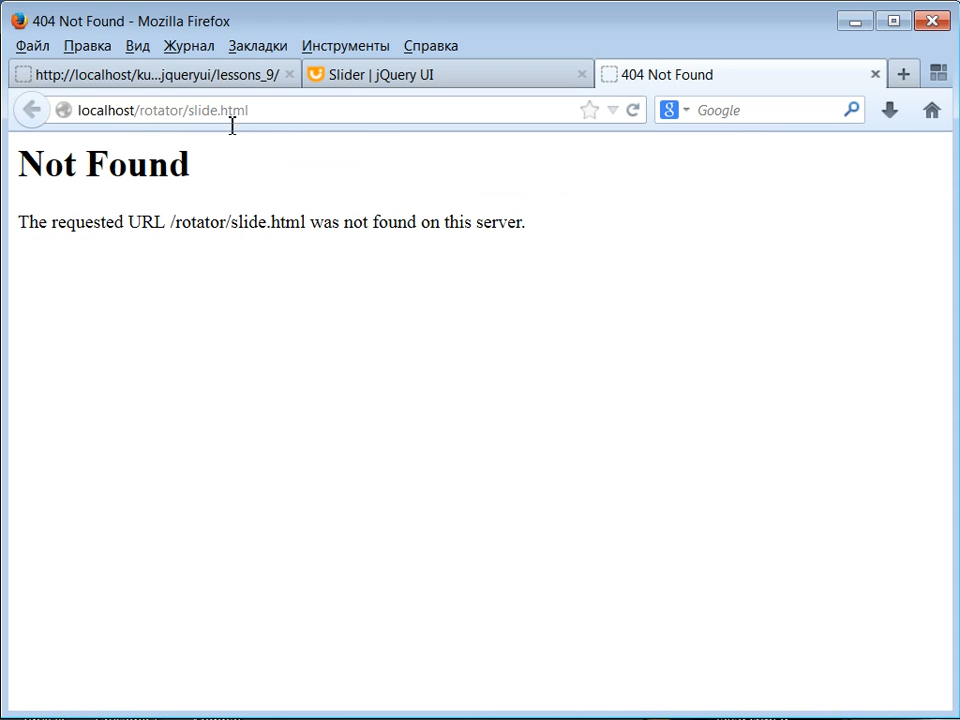 404 Not Found - Mozilla Firefox
Файл Правка Вид Журнал Закладки Инструменты Справка
http://localhost/ku...jqueryui/lessons_9/ Slider | jQuery UI 404 Not Found
localhost/rotator/slide.html Google
Not Found
The requested URL /rotator/slide.html was not found on this server.